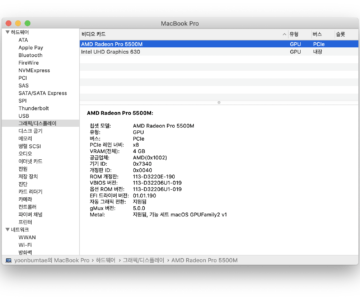 MacBook Pro
하드웨어
ATA
Apple Pay
Bluetooth
FireWire
NVMExpress
PCI
SAS
SATA/SATA Express
SPI
Thunderbolt
USB
그래픽/디스플레이
디스크 굽기
메모리
병렬 SCSI
오디오
이더넷 카드
전원
저장 장치
진단
카드 리더기
카메라
컨트롤러
파이버 채널
프린터
네트워크
WWAN
Wi-Fi
방화벽
비디오 카드 유형 버스 슬롯
AMD Radeon Pro 5500M GPU PCIe
Intel UHD Graphics 630 GPU 내장
AMD Radeon Pro 5500M:
칩셋 모델: AMD Radeon Pro 5500M
유형: GPU
버스: PCIe
PCIe 레인 너비: x8
VRAM(전체): 4 GB
공급업체: AMD(0x1002)
기기 ID: 0x7340
개정판 ID: 0x0040
ROM 개정판: 113-D3220E-190
VBIOS 버전: 113-D32206U1-019
옵션 ROM 버전: 113-D32206U1-019
EFI 드라이버 버전: 01.01.190
자동 그래픽 전환: 지원됨
gMux 버전: 5.0.0
Metal: 지원됨, 기능 세트 macOS GPUFamily2 v1
yoonbumtae의 MacBook Pro › 하드웨어 › 그래픽/디스플레이 › AMD Radeon Pro 5500M